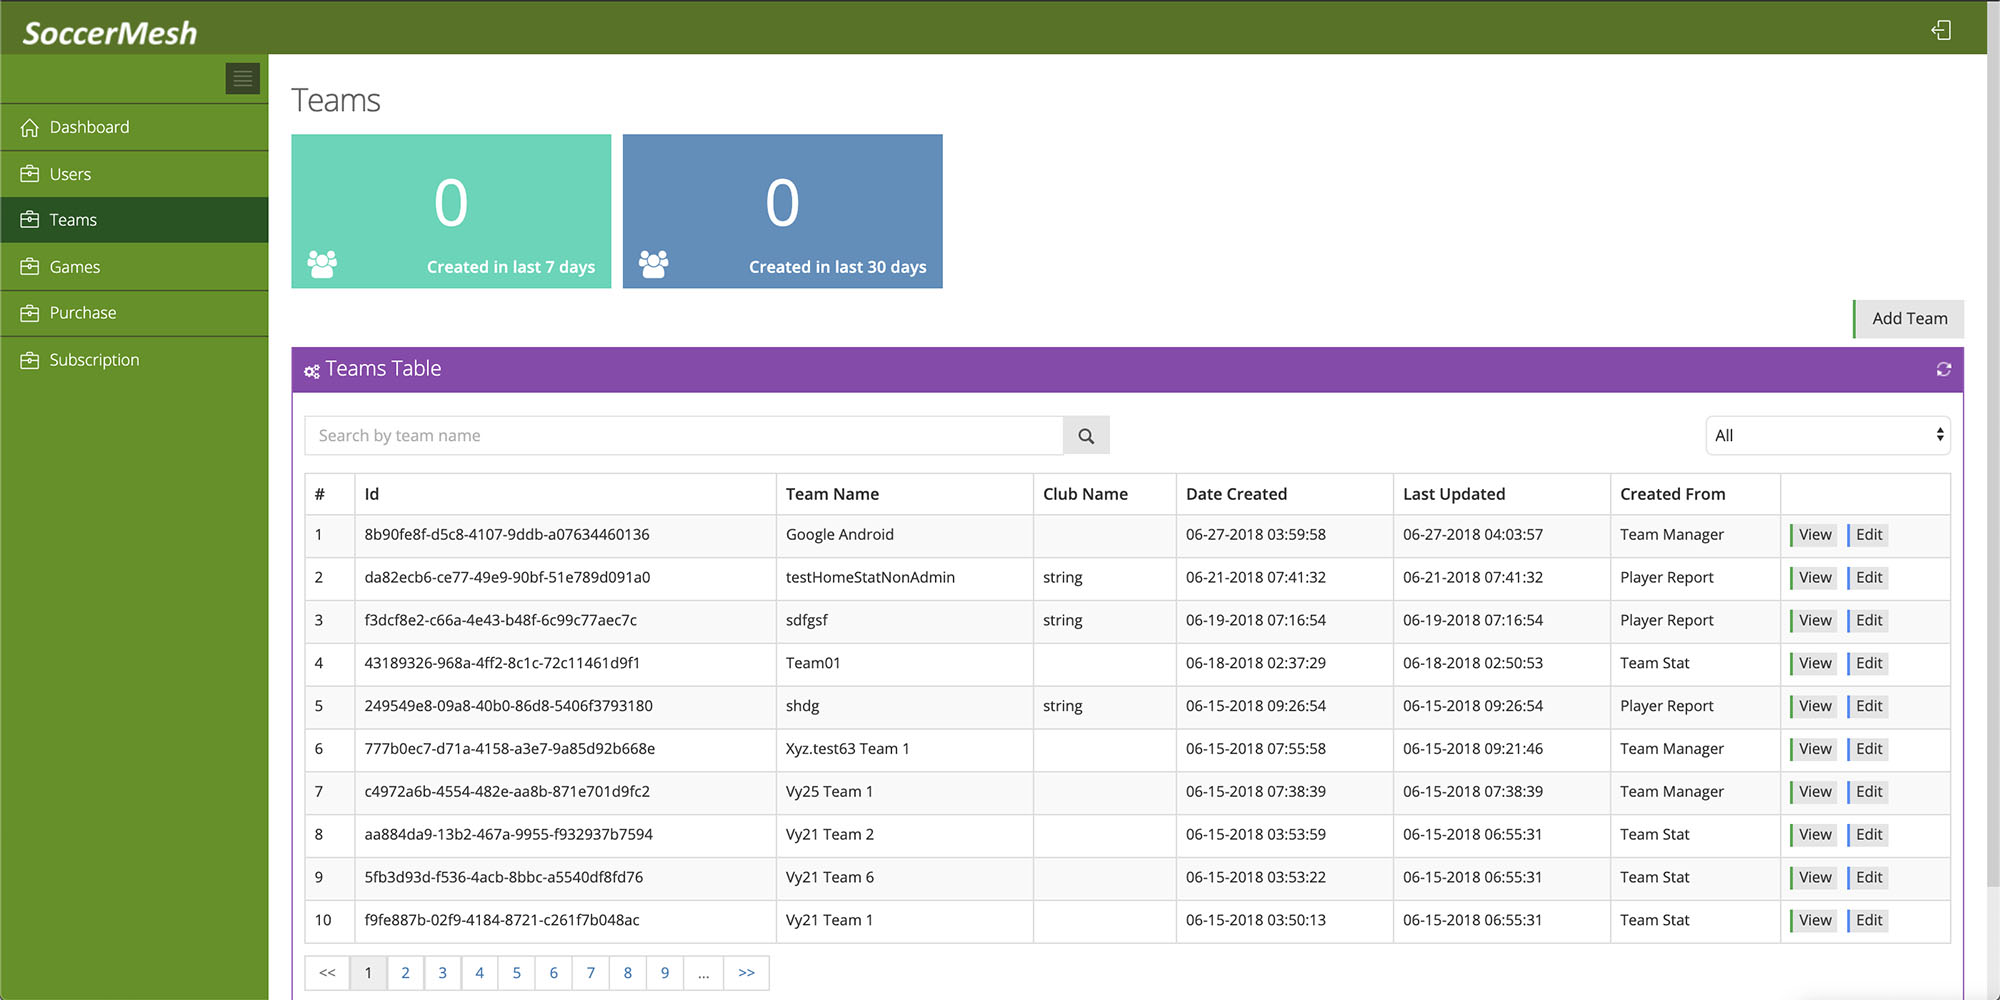 SoccerMesh
Dashboard
Users
Teams
Games
Purchase
Subscription
Teams
0
Created in last 7 days
0
Created in last 30 days
Add Team
Teams Table
Search by team name
All
# Id Team Name Club Name Date Created Last Updated Created From
1 8b90fe8f-d5c8-4107-9ddb-a07634460136 Google Android 06-27-2018 03:59:58 06-27-2018 04:03:57 Team Manager View Edit
2 da82ecb6-ce77-49e9-90bf-51e789d091a0 testHomeStatNonAdmin string 06-21-2018 07:41:32 06-21-2018 07:41:32 Player Report View Edit
3 f3dcf8e2-c66a-4e43-b48f-6c99c77aec7c sdfgsf string 06-19-2018 07:16:54 06-19-2018 07:16:54 Player Report View Edit
4 43189326-968a-4ff2-8c1c-72c11461d9f1 Team01 06-18-2018 02:37:29 06-18-2018 02:50:53 Team Stat View Edit
5 249549e8-09a8-40b0-86d8-5406f3793180 shdg string 06-15-2018 09:26:54 06-15-2018 09:26:54 Player Report View Edit
6 777b0ec7-d71a-4158-a3e7-9a85d92b668e Xyz.test63 Team 1 06-15-2018 07:55:58 06-15-2018 09:21:46 Team Manager View Edit
7 c4972a6b-4554-482e-aa8b-871e701d9fc2 Vy25 Team 1 06-15-2018 07:38:39 06-15-2018 07:38:39 Team Manager View Edit
8 aa884da9-13b2-467a-9955-f932937b7594 Vy21 Team 2 06-15-2018 03:53:59 06-15-2018 06:55:31 Team Stat View Edit
9 5fb3d93d-f536-4acb-8bbc-a5540df8fd76 Vy21 Team 6 06-15-2018 03:53:22 06-15-2018 06:55:31 Team Stat View Edit
10 f9fe887b-02f9-4184-8721-c261f7b048ac Vy21 Team 1 06-15-2018 03:50:13 06-15-2018 06:55:31 Team Stat View Edit
<< 1 2 3 4 5 6 7 8 9 ... >>